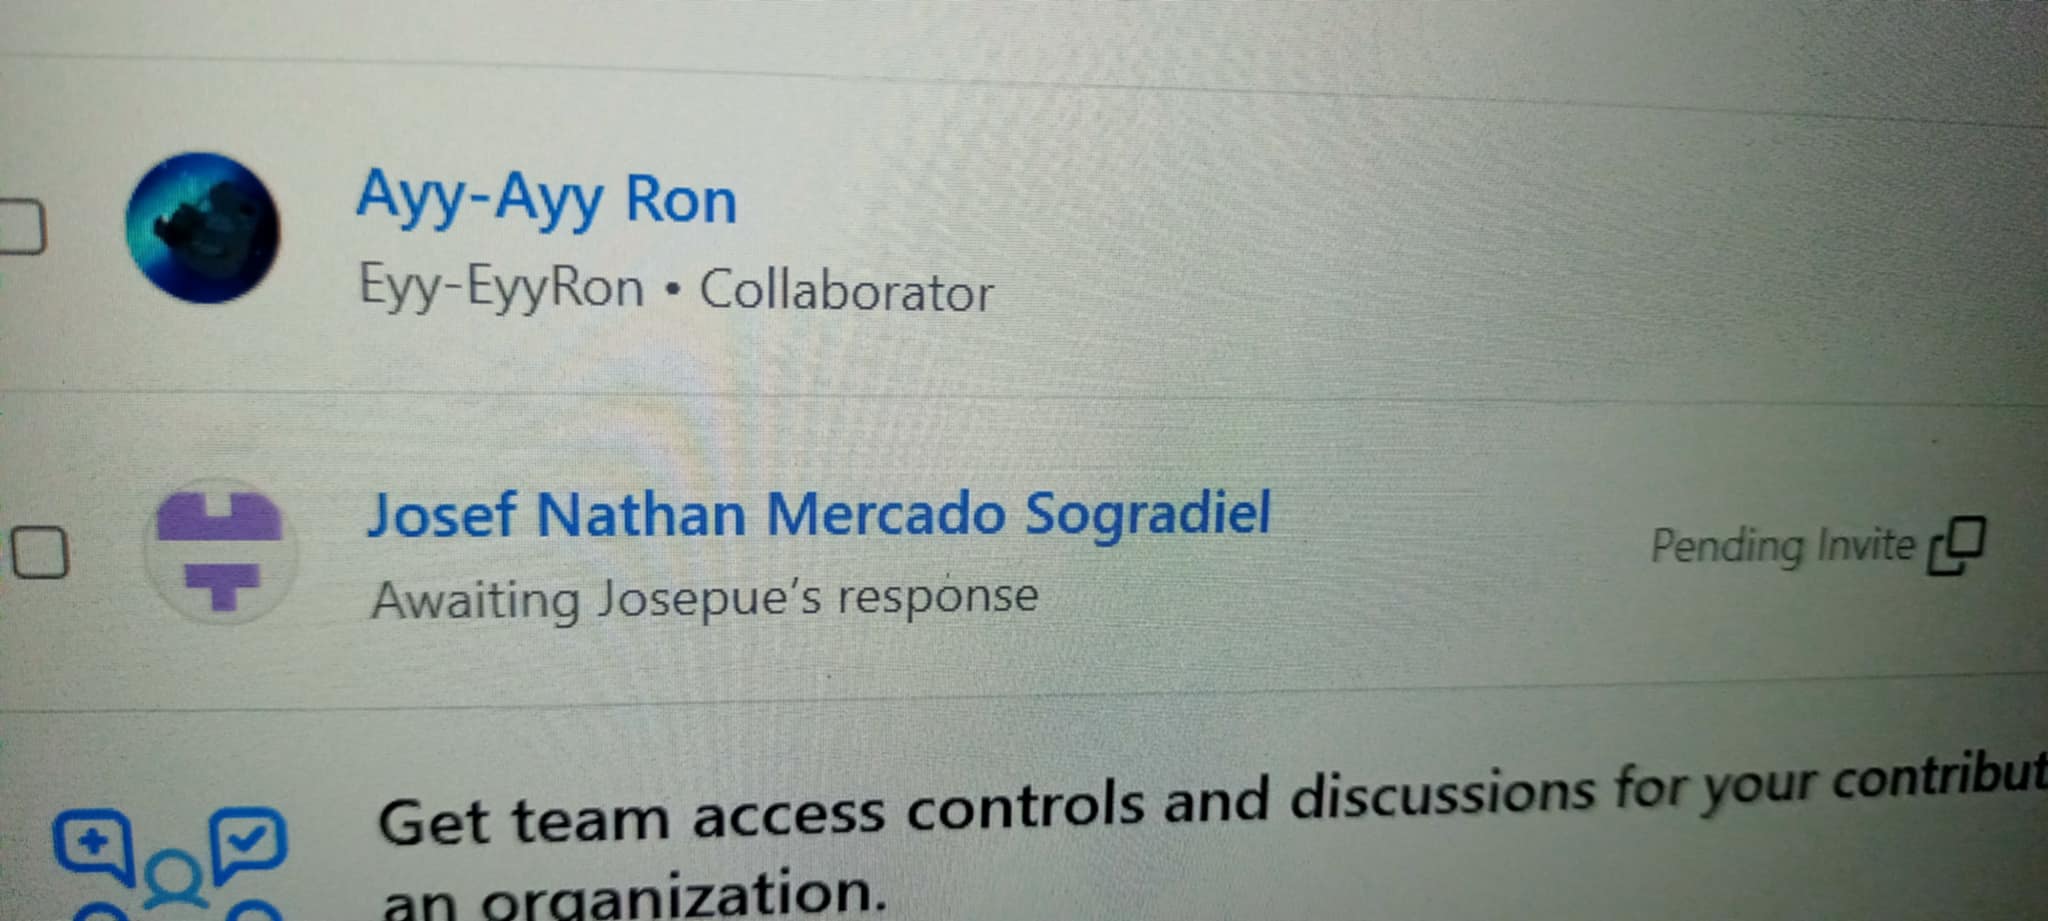 Ayy-Ayy Ron
Eyy-EyyRon • Collaborator
Josef Nathan Mercado Sogradiel
Awaiting Josepue's response
Pending Invite
Get team access controls and discussions for your contribut
an organization.